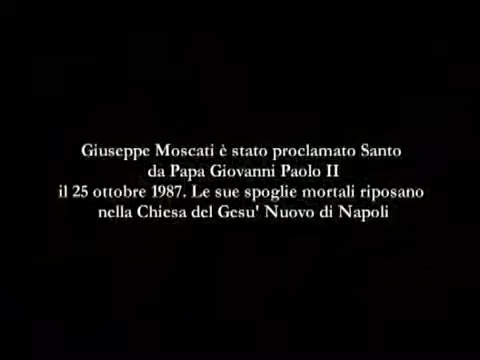 Giuseppe Moscati è stato proclamato Santo
da Papa Giovanni Paolo II
il 25 ottobre 1987. Le sue spoglie mortali riposano
nella Chiesa del Gesu' Nuovo di Napoli